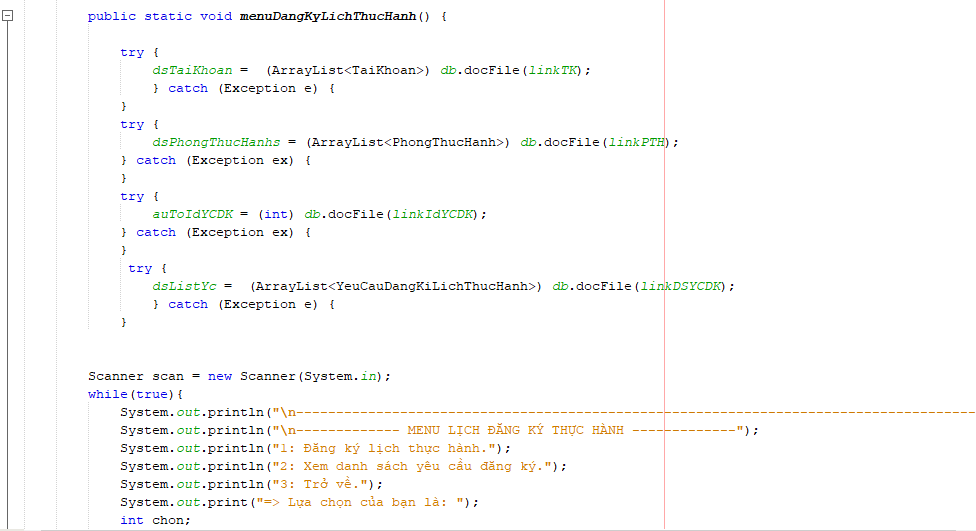 public static void menuDangKyLichThucHanh() {
try {
dsTaiKhoan =  (ArrayList<TaiKhoan>) db.docFile(linkTK);
} catch (Exception e) {
}
try {
dsPhongThucHanhs = (ArrayList<PhongThucHanh>) db.docFile(linkPTH);
} catch (Exception ex) {
}
try {
auToIdYCDK = (int) db.docFile(linkIdYCDK);
} catch (Exception ex) {
}
try {
dsListYc =  (ArrayList<YeuCauDangKiLichThucHanh>) db.docFile(linkDSYCDK);
} catch (Exception e) {
}
Scanner scan = new Scanner(System.in);
while(true){
System.out.println("\n-------------------------------------------------------------------------------------
System.out.println("\n------------- MENU LỊCH ĐĂNG KÝ THỰC HÀNH -------------");
System.out.println("1: Đăng ký lịch thực hành.");
System.out.println("2: Xem danh sách yêu cầu đăng ký.");
System.out.println("3: Trở về.");
System.out.print("=> Lựa chọn của bạn là: ");
int chon;